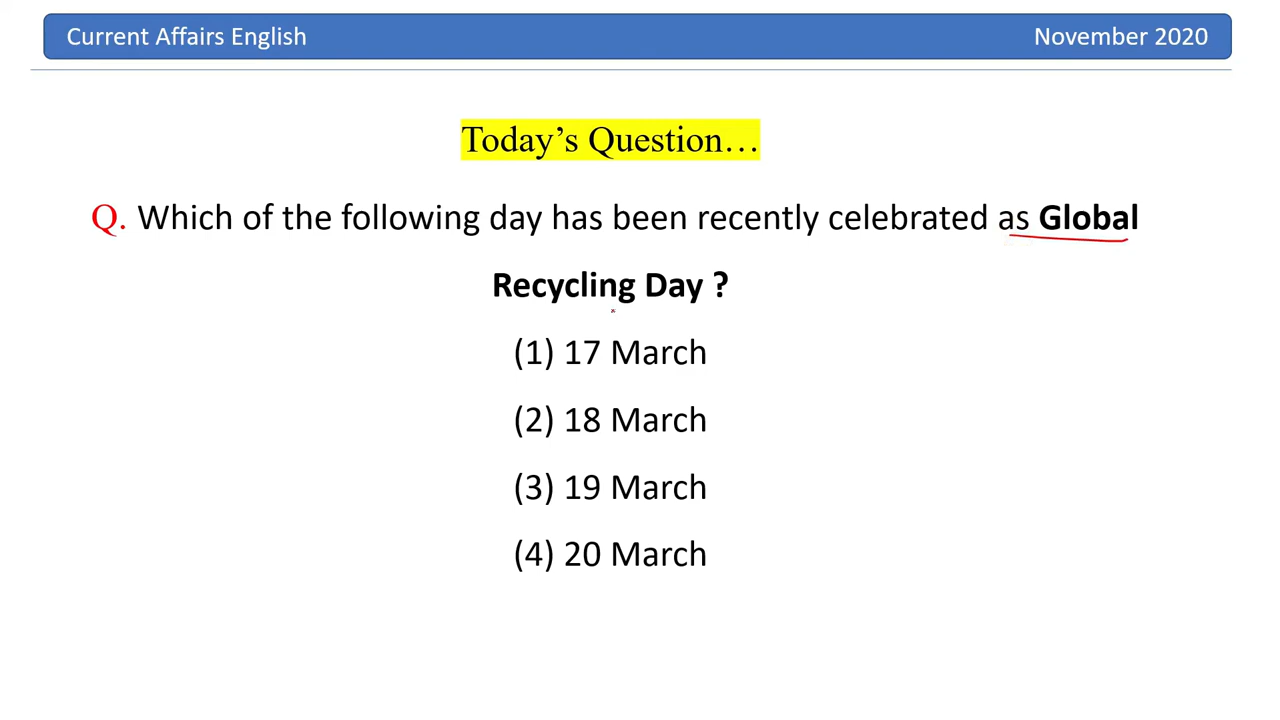 Current Affairs English
November 2020
Today's Question...
Q. Which of the following day has been recently celebrated as Global
Recycling Day ?
(1) 17 March
(2) 18 March
(3) 19 March
(4) 20 March